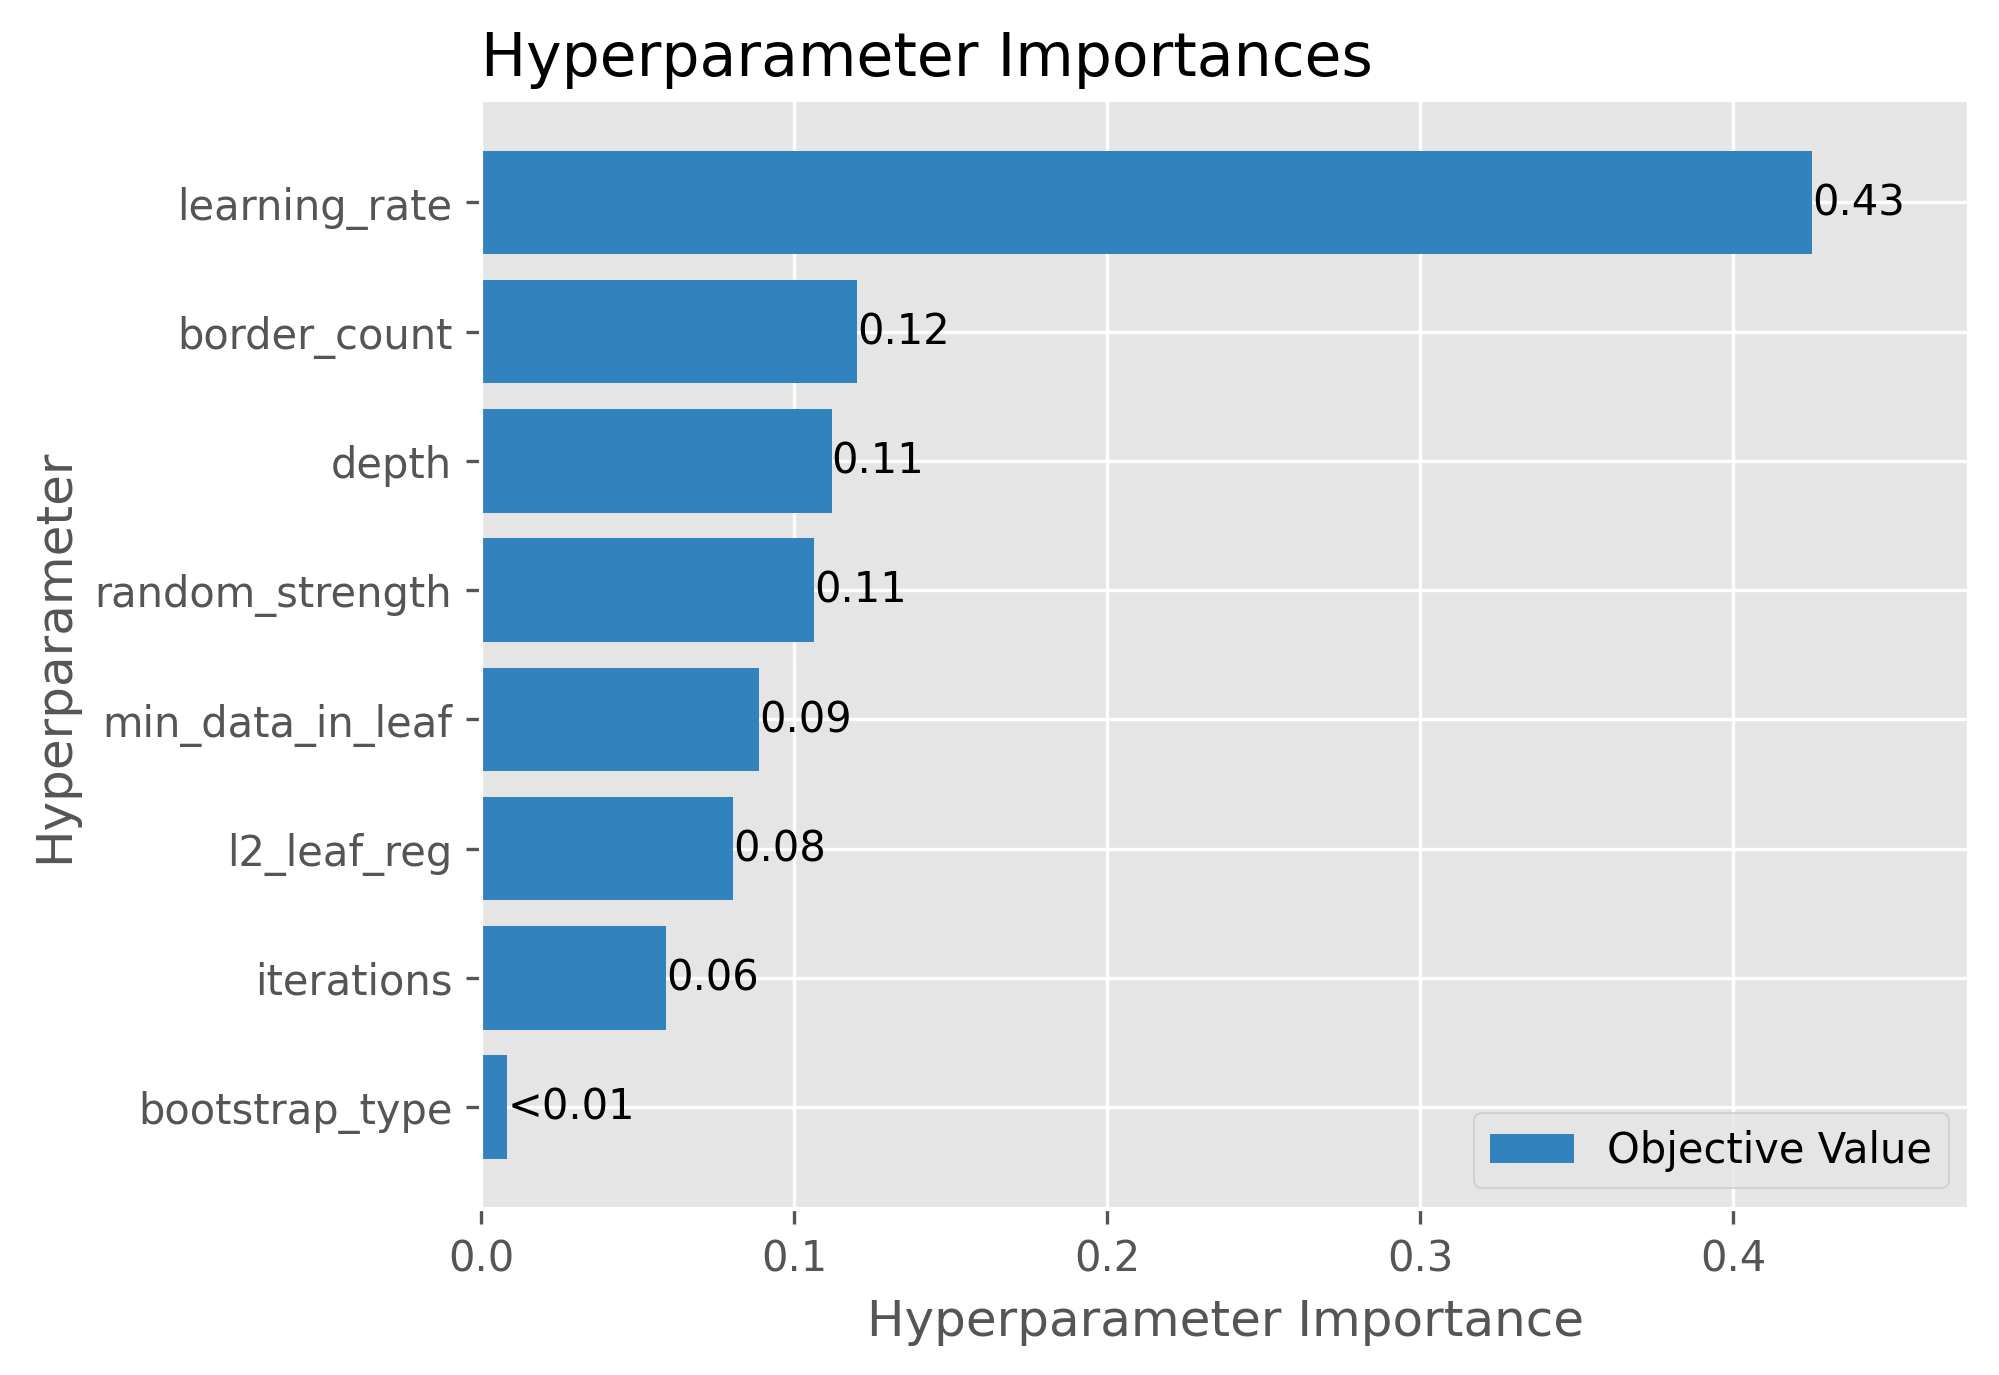 Hyperparameter Importances
learning_rate
0.43
border_count
0.12
depth
0.11
random_strength
0.11
min_data_in_leaf
0.09
l2_leaf_reg
0.08
iterations
0.06
bootstrap_type
<0.01
Hyperparameter
Objective Value
0.0
0.1
0.2
0.3
0.4
Hyperparameter Importance